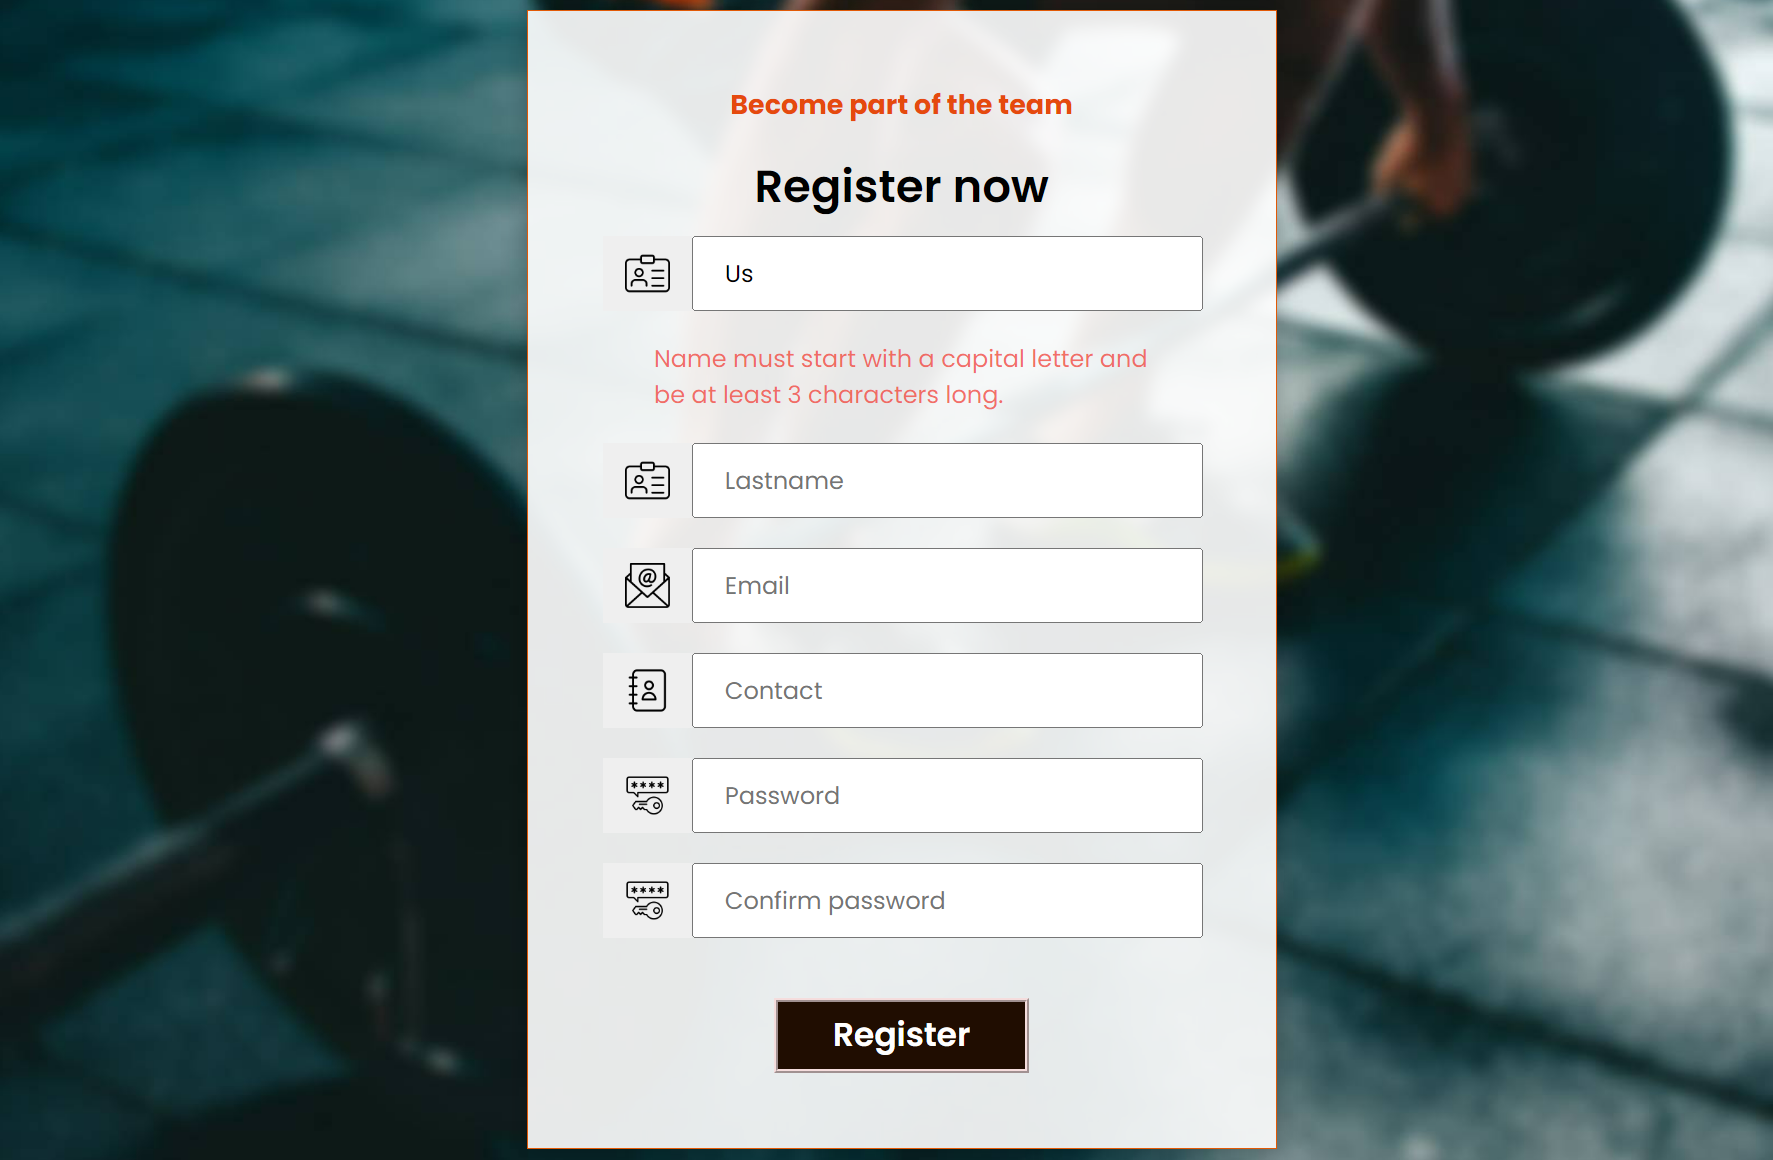 Become part of the team
Register now
Us
Name must start with a capital letter and
be at least 3 characters long.
Lastname
Email
Contact
Password
Confirm password
Register